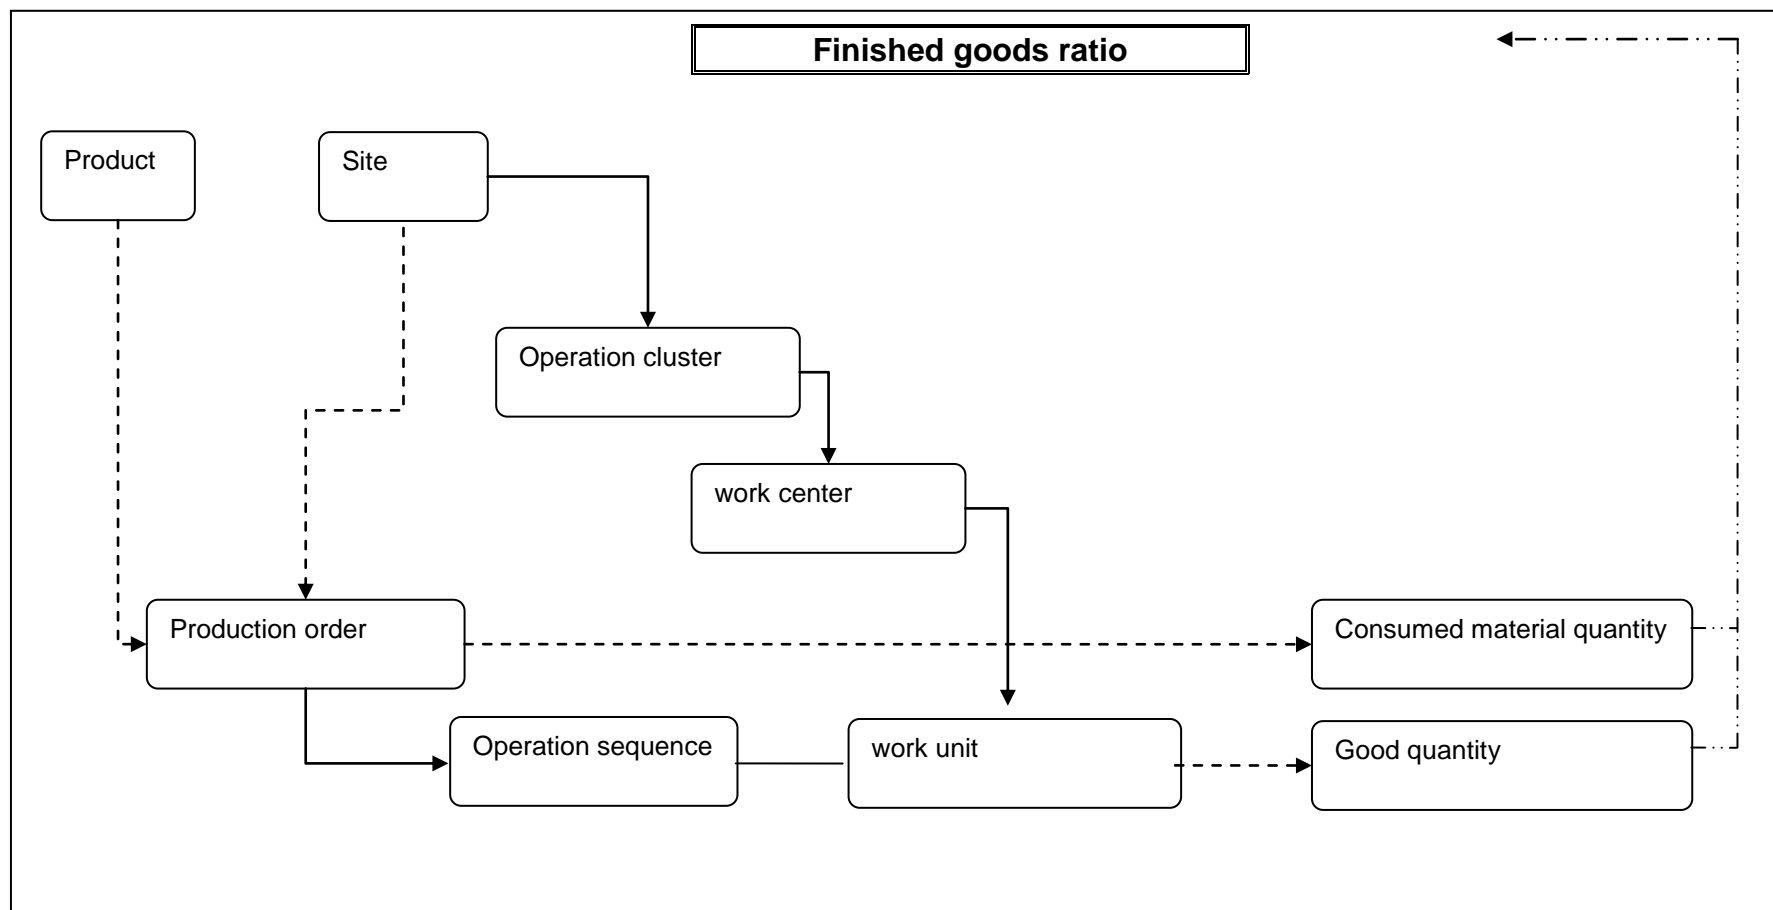 Finished goods ratio
Product
Site
Operation cluster
work center
Production order
Consumed material quantity
Operation sequence
work unit
Good quantity